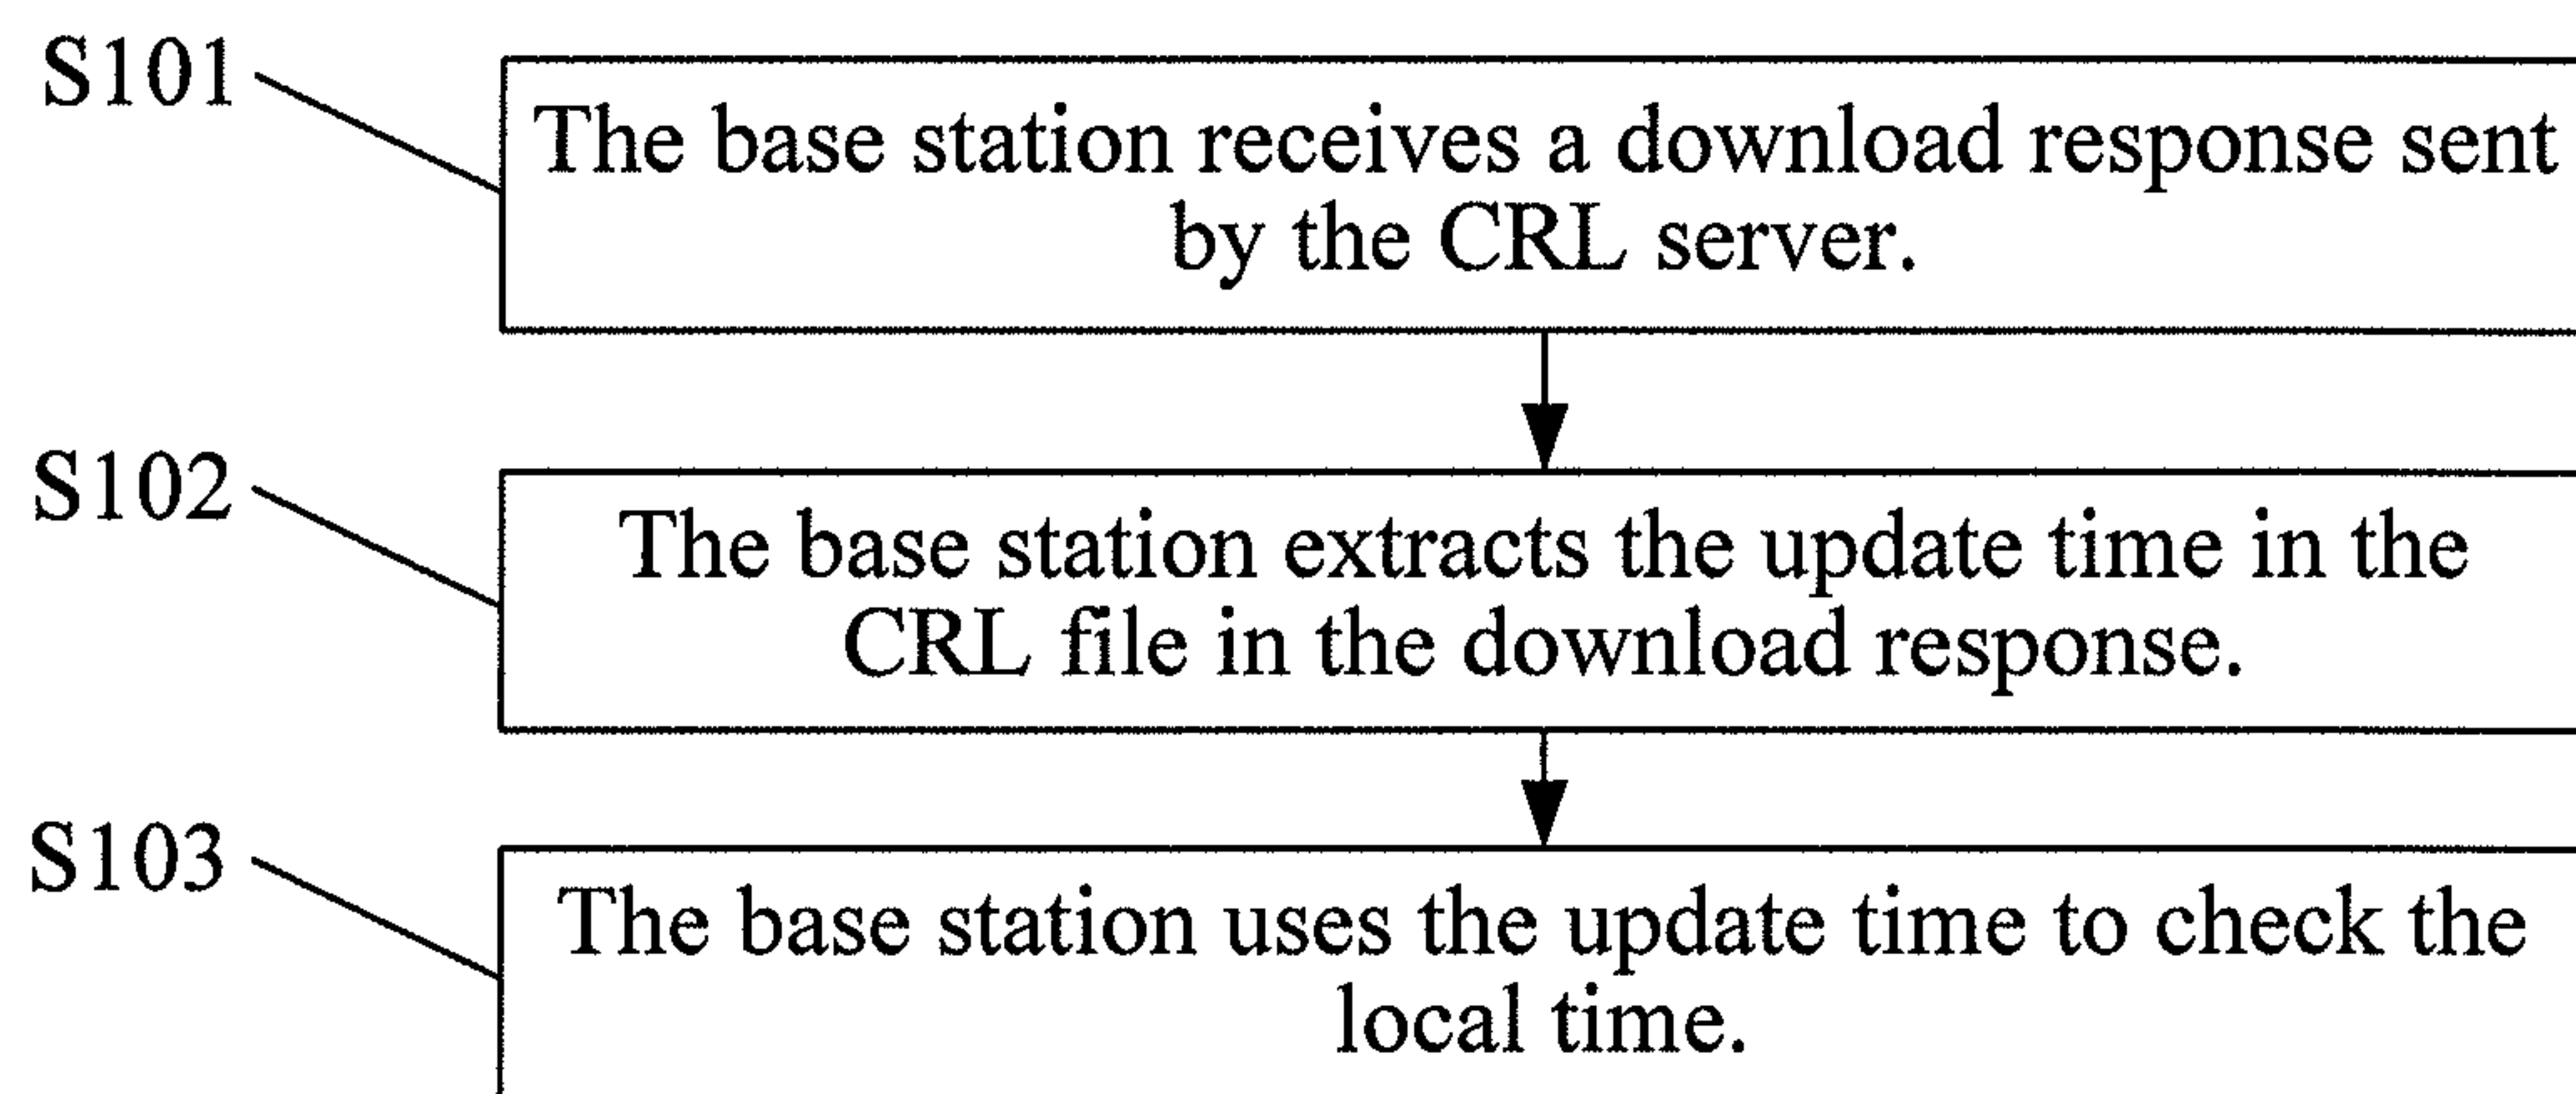 S101
The base station receives a download response sent
by the CRL server.
S102
The base station extracts the update time in the
CRL file in the download response.
S103
The base station uses the update time to check the
local time.